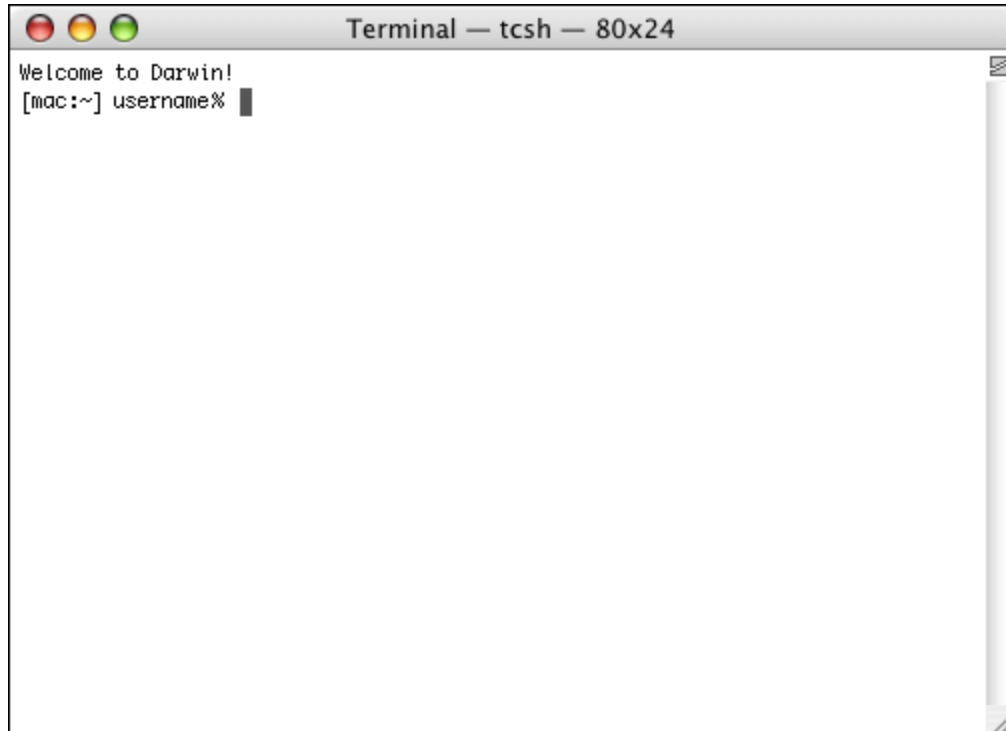 Terminal — tcsh — 80x24
Welcome to Darwin!
[mac:~] username%